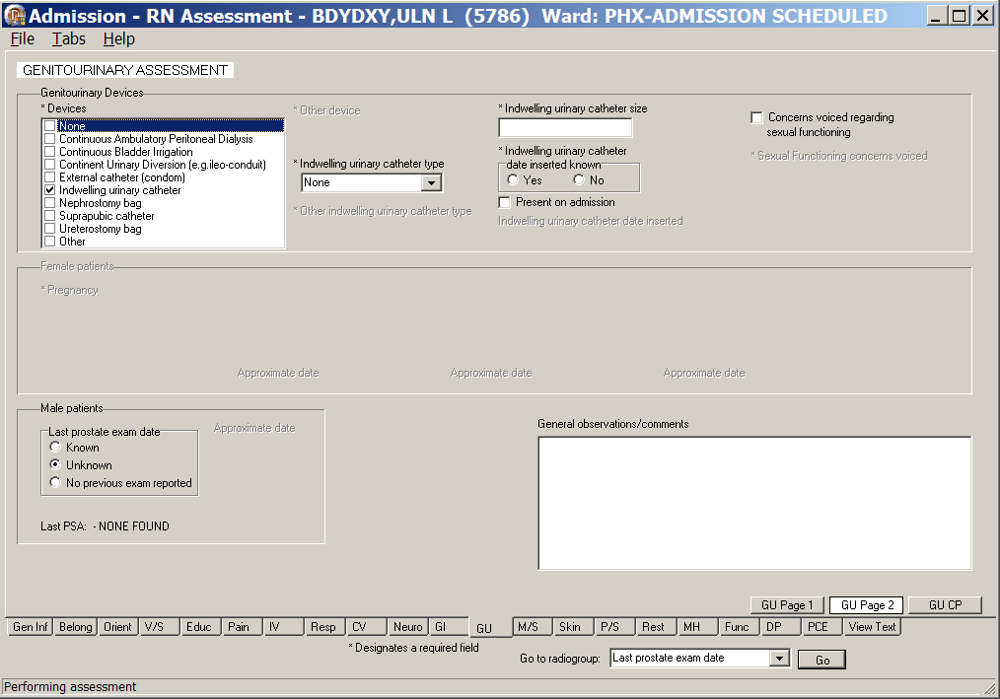 Admission - RN Assessment - BDYDXY,ULN L (5786) Ward: PHX-ADMISSION SCHEDULED
File Tabs Help
GENITOURINARY ASSESSMENT
Genitourinary Devices
* Devices
None
Continuous Ambulatory Peritoneal Dialysis
Continuous Bladder Irrigation
Continent Urinary Diversion (e.g.ileo-conduit)
External catheter (condom)
Indwelling urinary catheter
Nephrostomy bag
Suprapubic catheter
Ureterostomy bag
Other
* Other device
* Indwelling urinary catheter type
None
* Other indwelling urinary catheter type
* Indwelling urinary catheter size
* Indwelling urinary catheter
date inserted known
Yes No
Present on admission
Indwelling urinary catheter date inserted
Concerns voiced regarding
sexual functioning
* Sexual Functioning concerns voiced
Female patients
* Pregnancy
Approximate date Approximate date Approximate date
Male patients
Last prostate exam date
Known
Unknown
No previous exam reported
Approximate date
Last PSA: - NONE FOUND
General observations/comments
GU Page 1 GU Page 2 GU CP
Gen Inf Belong Orient V/S Educ Pain IV Resp CV Neuro GI GU M/S Skin P/S Rest MH Func DP PCE View Text
* Designates a required field
Go to radiogroup: Last prostate exam date Go
Performing assessment